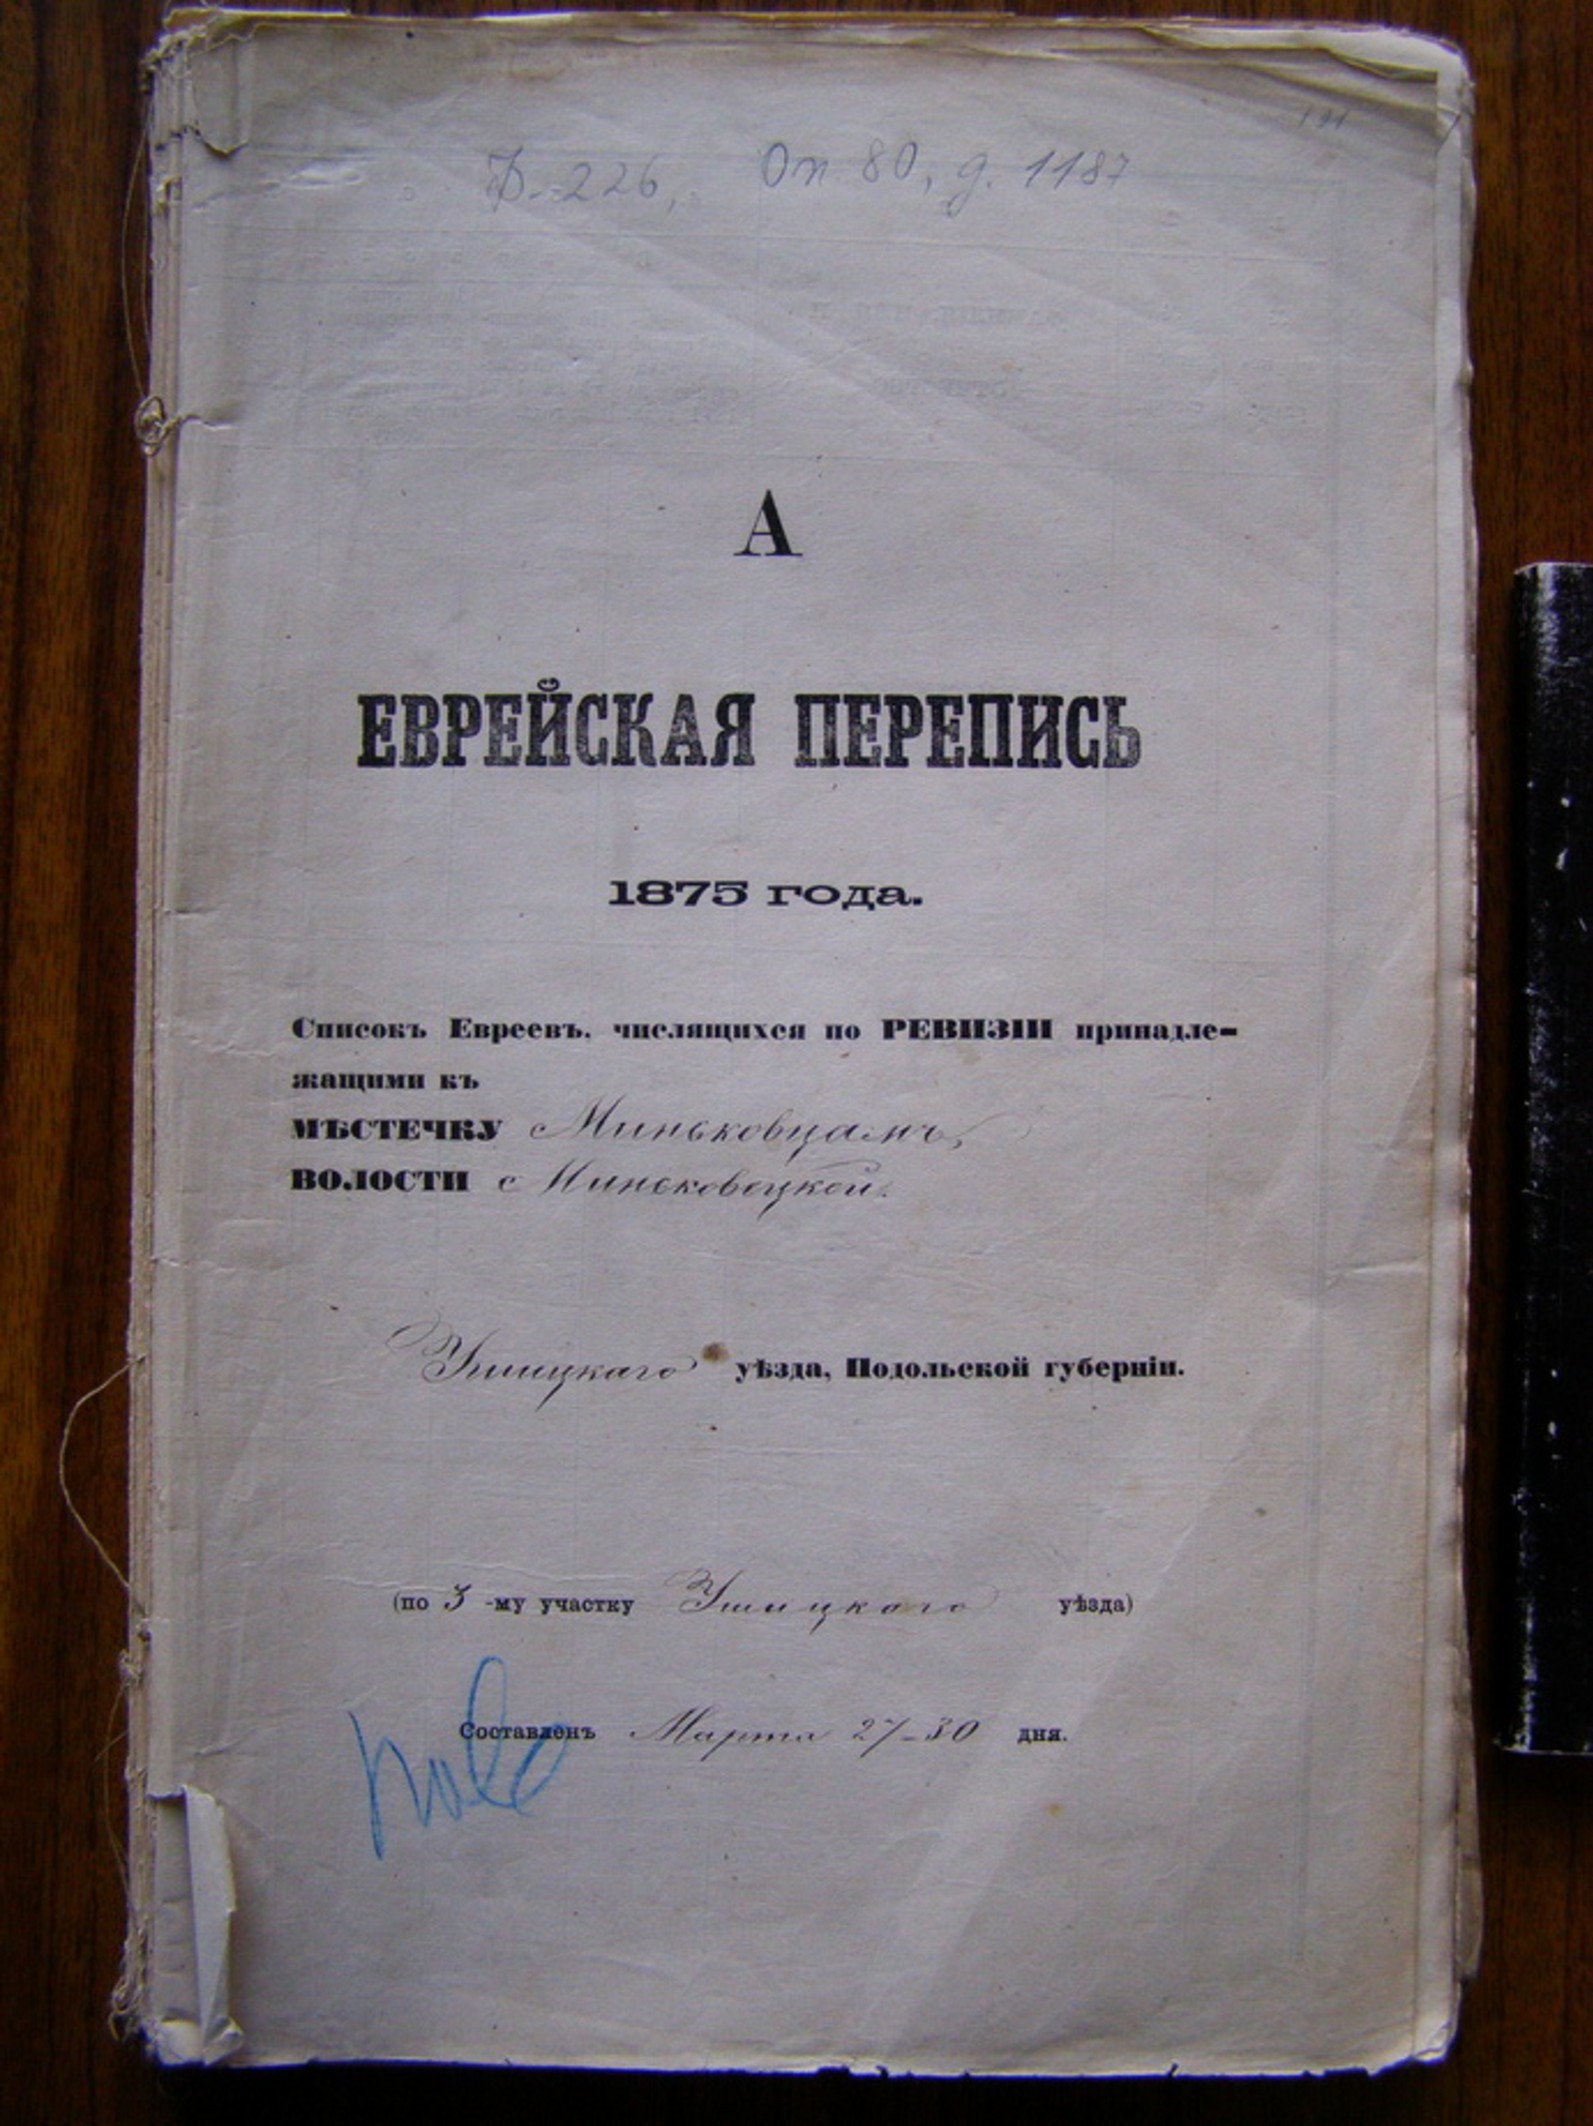 Ф. 226, Оп 80, д. 1187
А
ЕВРЕЙСКАЯ ПЕРЕПИСЬ
1875 года.
Списокъ Евреевъ, числящихся по РЕВИЗІИ принадле-
жащими къ
МѢСТЕЧКУ Миньковцамъ,
ВОЛОСТИ Миньковецкой.
Ушицкаго уѣзда, Подольской губерніи.
(по 3-му участку Ушицкаго уѣзда)
Составленъ Марта 27-30 дня.